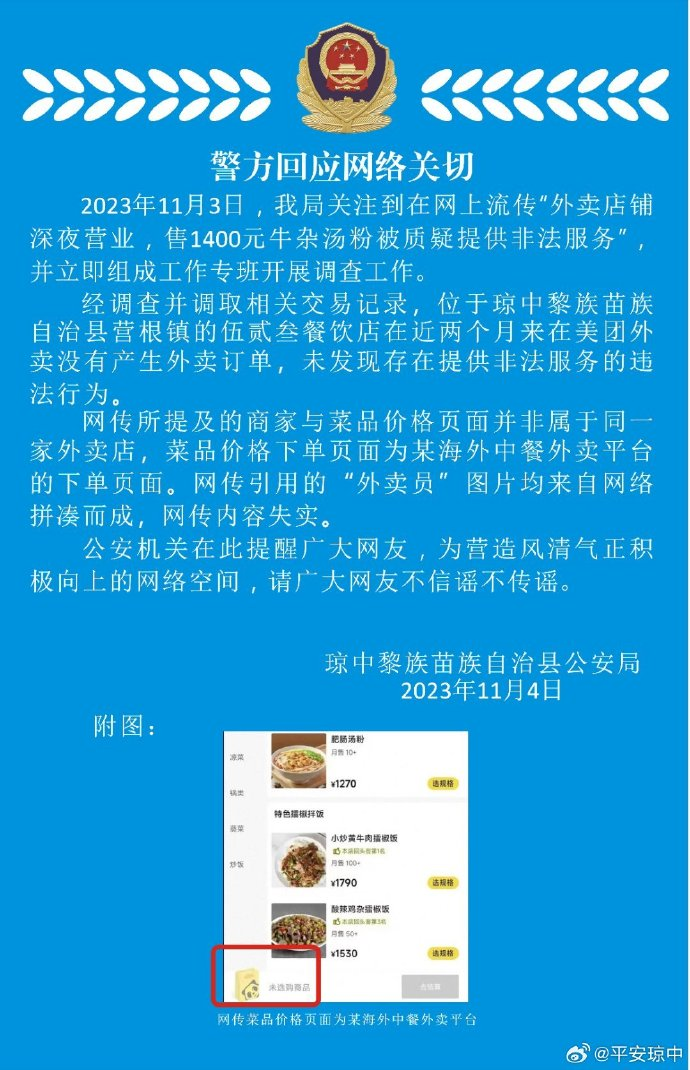 警方回应网络关切
2023年11月3日，我局关注到在网上流传“外卖店铺
深夜营业，售1400元牛杂汤粉被质疑提供非法服务”，
并立即组成工作专班开展调查工作。
经调查并调取相关交易记录，位于琼中黎族苗族
自治县营根镇的伍贰叁餐饮店在近两个月来在美团外
卖没有产生外卖订单，未发现存在提供非法服务的违
法行为。
网传所提及的商家与菜品价格页面并非属于同一
家外卖店，菜品价格下单页面为某海外中餐外卖平台
的下单页面。网传引用的“外卖员”图片均来自网络
拼凑而成，网传内容失实。
公安机关在此提醒广大网友，为营造风清气正积
极向上的网络空间，请广大网友不信谣不传谣。
琼中黎族苗族自治县公安局
2023年11月4日
附图：
凉菜
锅类
蒸菜
炒饭
肥肠汤粉
月售 10+
¥1270
选规格
特色擂椒拌饭
小炒黄牛肉擂椒饭
本店回头客第1名
月售 100+
¥1790
选规格
酸辣鸡杂擂椒饭
本店回头客第3名
月售 50+
¥1530
选规格
未选购商品
去结算
网传菜品价格页面为某海外中餐外卖平台
@平安琼中